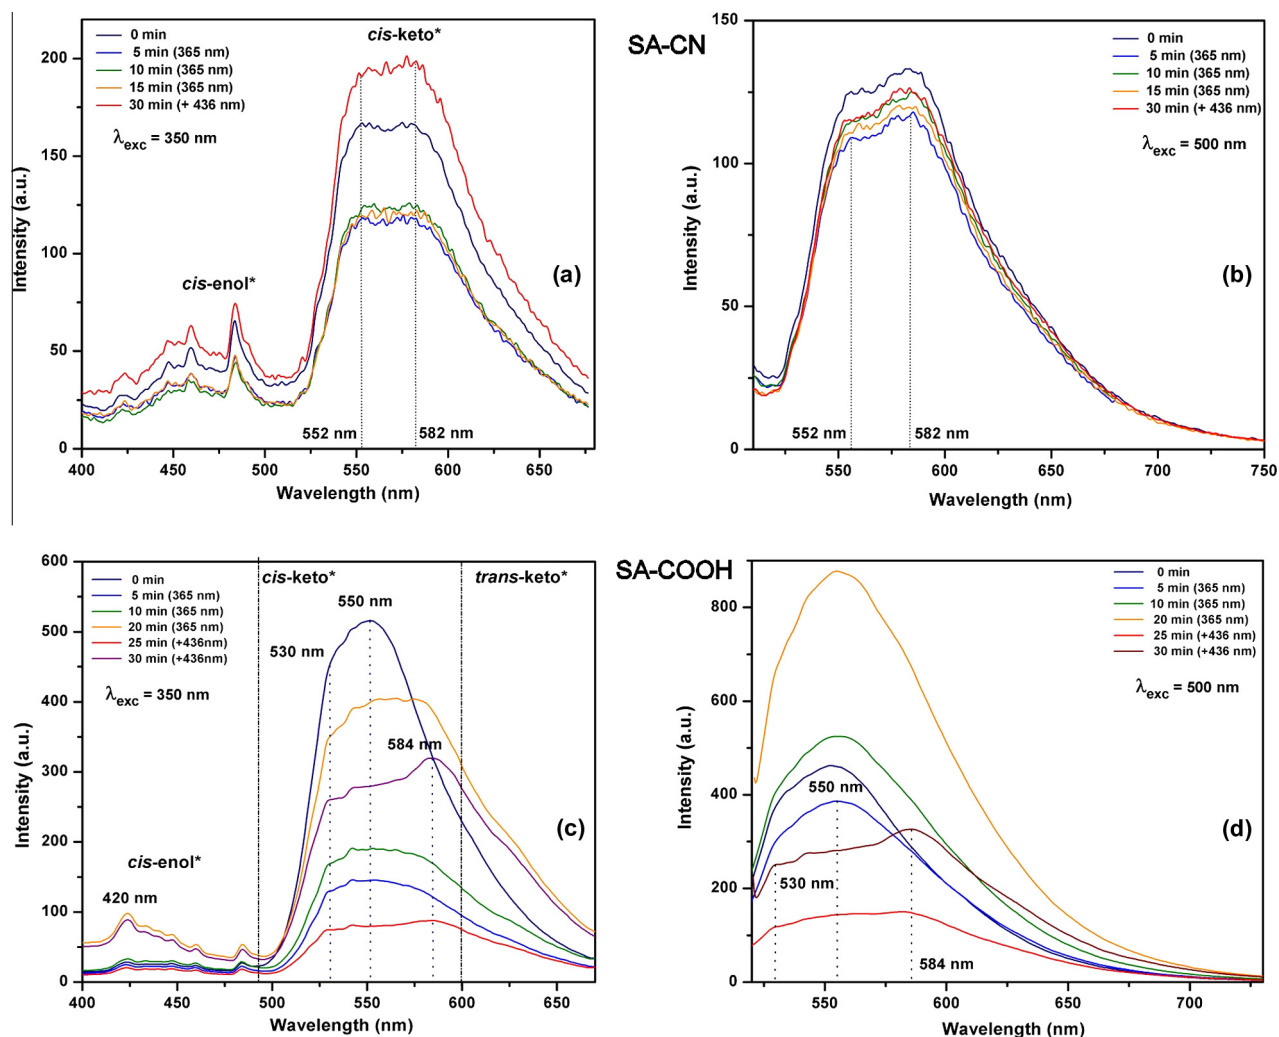 SA-CN
0 min
5 min (365 nm)
10 min (365 nm)
15 min (365 nm)
30 min (+ 436 nm)
λexc = 350 nm
cis-keto*
cis-enol*
(a)
552 nm
582 nm
200
150
100
50
0
400
450
500
550
600
650
Intensity (a.u.)
Wavelength (nm)
0 min
5 min (365 nm)
10 min (365 nm)
15 min (365 nm)
30 min (+ 436 nm)
λexc = 500 nm
(b)
552 nm
582 nm
150
100
50
0
550
600
650
700
750
Intensity (a.u.)
Wavelength (nm)
SA-COOH
0 min
5 min (365 nm)
10 min (365 nm)
20 min (365 nm)
25 min (+436nm)
30 min (+436nm)
λexc = 350 nm
cis-keto*
trans-keto*
550 nm
530 nm
584 nm
cis-enol*
420 nm
(c)
600
500
400
300
200
100
0
400
450
500
550
600
650
Intensity (a.u.)
Wavelength (nm)
0 min
5 min (365 nm)
10 min (365 nm)
20 min (365 nm)
25 min (+436 nm)
30 min (+436 nm)
λexc = 500 nm
550 nm
530 nm
584 nm
(d)
800
600
400
200
0
550
600
650
700
Intensity (a.u.)
Wavelength (nm)